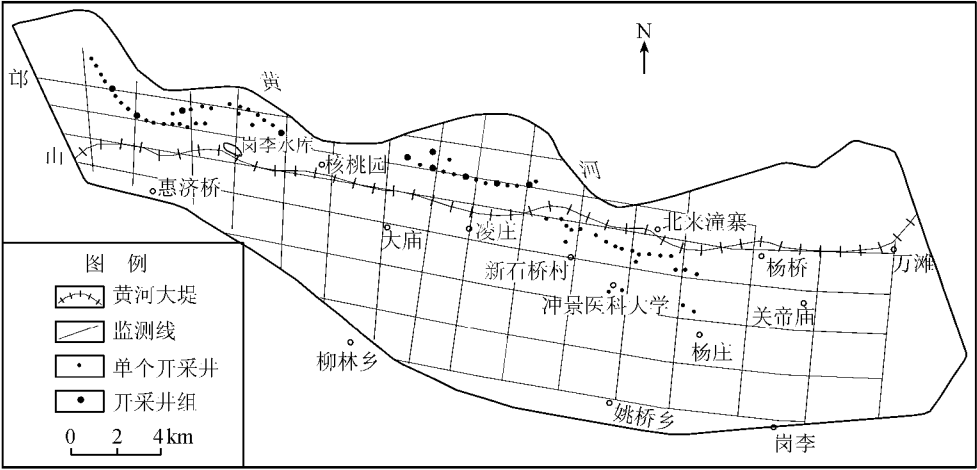 N
邙
山
黄
河
岗李水库
核桃园
惠济桥
大庙
凌庄
北米潼寨
新石桥村
杨桥
万滩
冲景医科大学
关帝庙
杨庄
柳林乡
姚桥乡
岗李
图 例
黄河大堤
监测线
单个开采井
开采井组
0 2 4 km